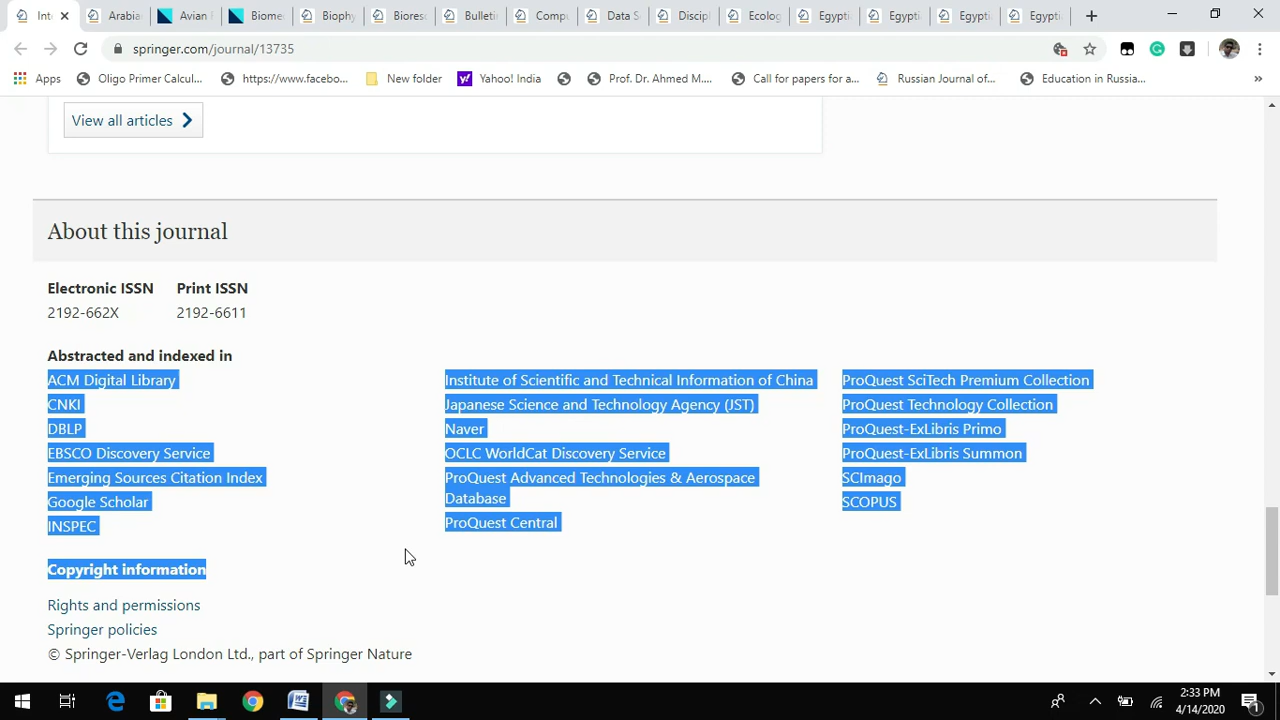 Int
Arabia
Avian
Biome
Biophy
Biores
Bulleti
Compu
Data S
Discipl
Ecolog
Egypti
Egypti
Egypti
Egypti
springer.com/journal/13735
Apps
Oligo Primer Calcul...
https://www.facebo...
New folder
Yahoo! India
Prof. Dr. Ahmed M....
Call for papers for a...
Russian Journal of...
Education in Russia...
»
View all articles
About this journal
Electronic ISSN
Print ISSN
2192-662X
2192-6611
Abstracted and indexed in
ACM Digital Library
CNKI
DBLP
EBSCO Discovery Service
Emerging Sources Citation Index
Google Scholar
INSPEC
Institute of Scientific and Technical Information of China
Japanese Science and Technology Agency (JST)
Naver
OCLC WorldCat Discovery Service
ProQuest Advanced Technologies & Aerospace
Database
ProQuest Central
ProQuest SciTech Premium Collection
ProQuest Technology Collection
ProQuest-ExLibris Primo
ProQuest-ExLibris Summon
SCImago
SCOPUS
Copyright information
Rights and permissions
Springer policies
© Springer-Verlag London Ltd., part of Springer Nature
2:33 PM
4/14/2020
1